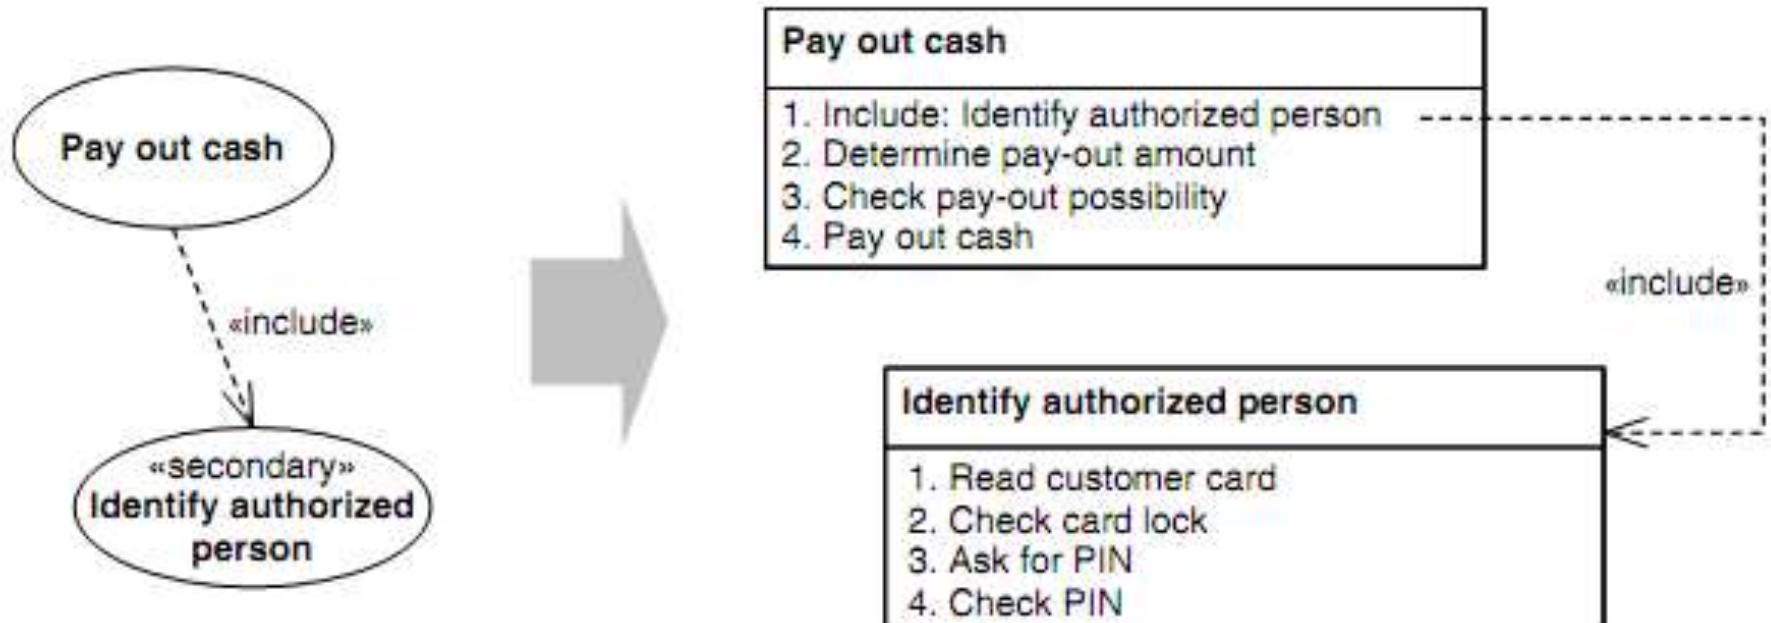 Pay out cash
«include»
«secondary»
Identify authorized
person
Pay out cash
1. Include: Identify authorized person
2. Determine pay-out amount
3. Check pay-out possibility
4. Pay out cash
«include»
Identify authorized person
1. Read customer card
2. Check card lock
3. Ask for PIN
4. Check PIN